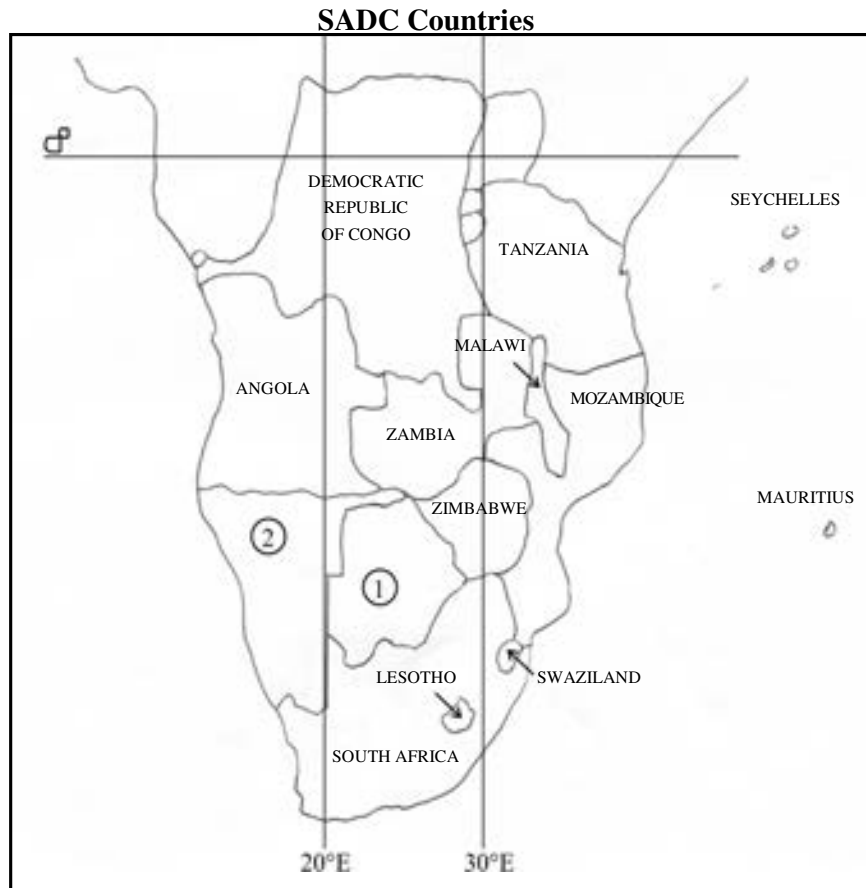 SADC Countries
DEMOCRATIC
REPUBLIC
OF CONGO
SEYCHELLES
TANZANIA
MALAWI
ANGOLA
MOZAMBIQUE
ZAMBIA
MAURITIUS
ZIMBABWE
2
1
LESOTHO
SWAZILAND
SOUTH AFRICA
20°E
30°E